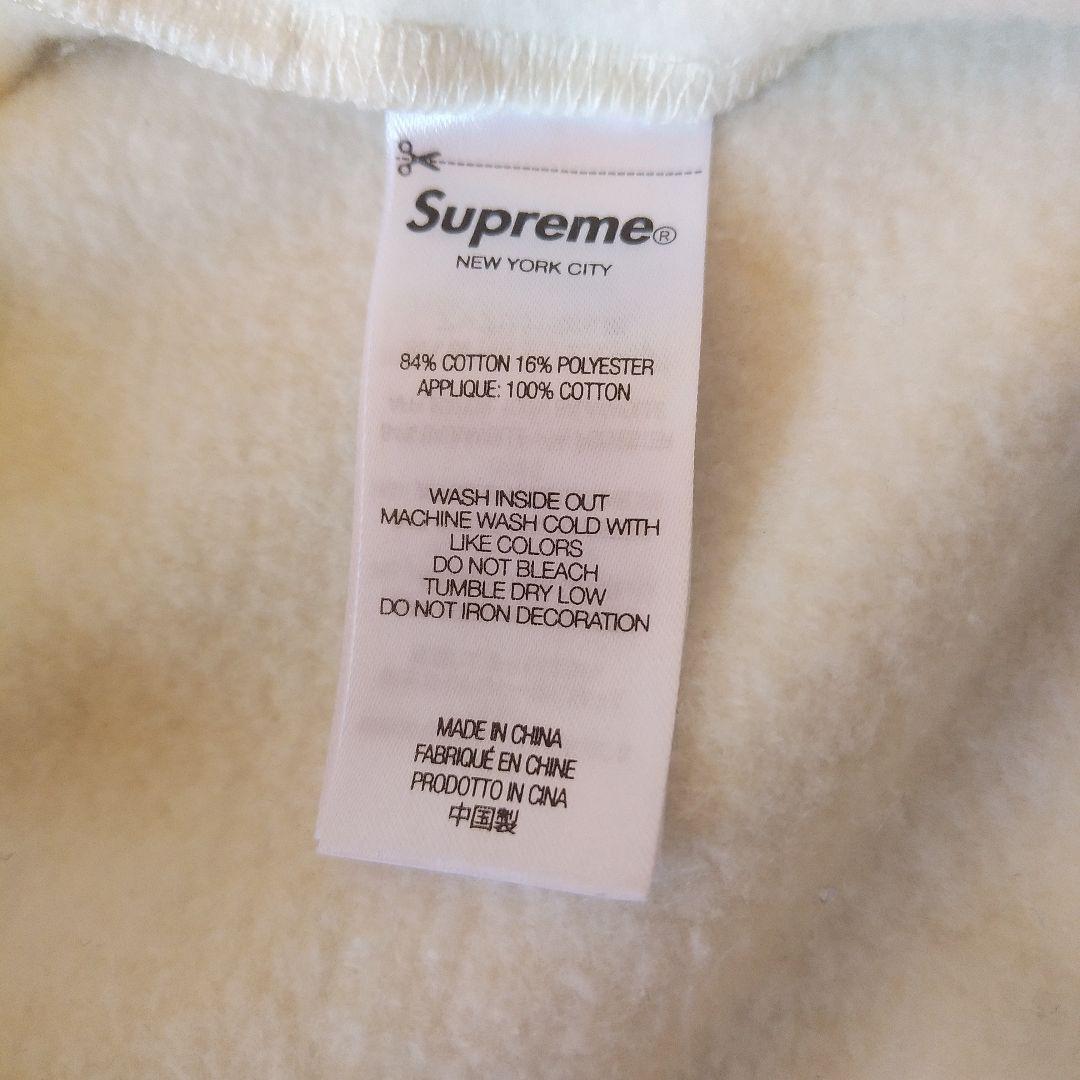 Supreme®
NEW YORK CITY
84% COTTON 16% POLYESTER
APPLIQUE: 100% COTTON
WASH INSIDE OUT
MACHINE WASH COLD WITH
LIKE COLORS
DO NOT BLEACH
TUMBLE DRY LOW
DO NOT IRON DECORATION
MADE IN CHINA
FABRIQUÉ EN CHINE
PRODOTTO IN CINA
中国製